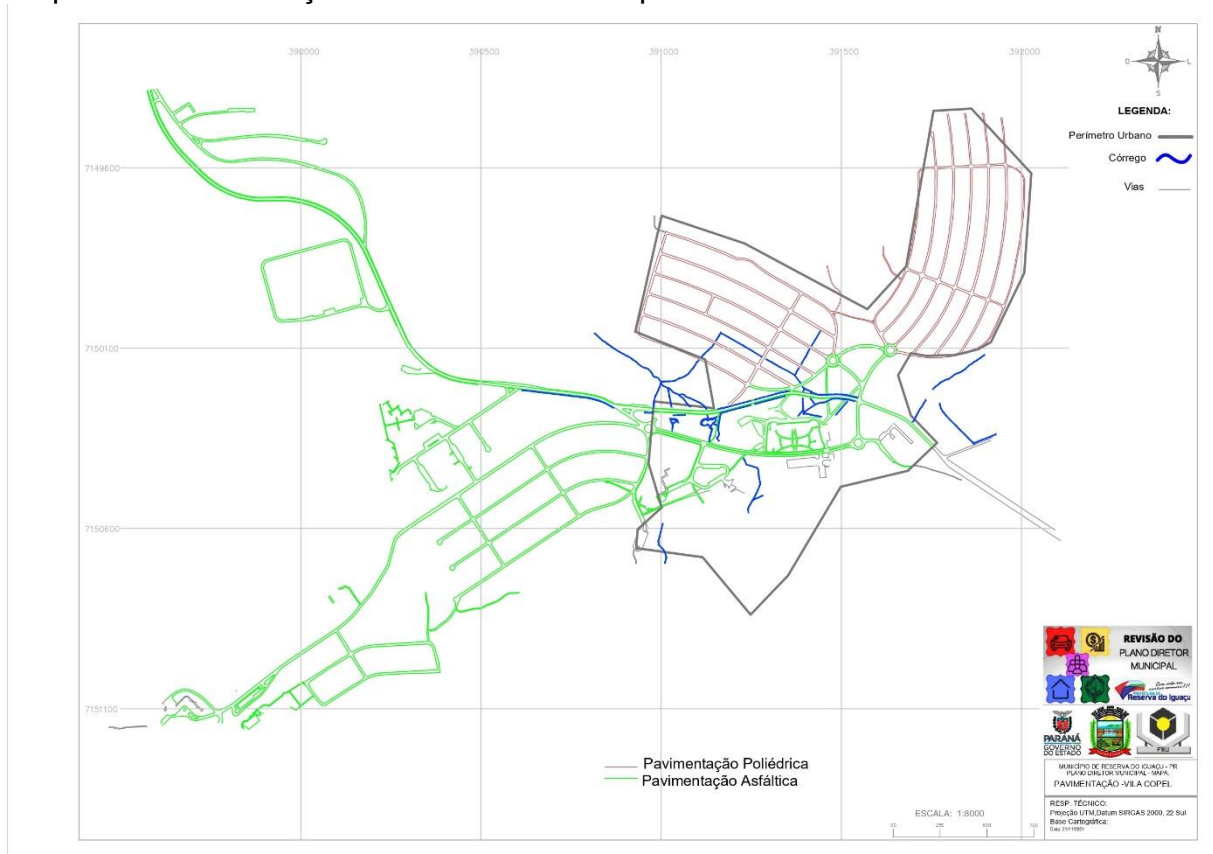 390000 390500 391000 391500 392000
N
O L
S
LEGENDA:
Perímetro Urbano
Córrego
Vias
7149600
7150100
7150600
7151100
REVISÃO DO
PLANO DIRETOR
MUNICIPAL
Reserva do Iguaçu
PARANÁ
GOVERNO
DO ESTADO
Pavimentação Poliédrica
Pavimentação Asfáltica
MUNICÍPIO DE RESERVA DO IGUAÇU - PR
PLANO DIRETOR MUNICIPAL - MAPA:
PAVIMENTAÇÃO -VILA COPEL
ESCALA: 1:8000
RESP. TÉCNICO:
Projeção UTM,Datum SIRGAS 2000, 22 Sul
Base Cartográfica: